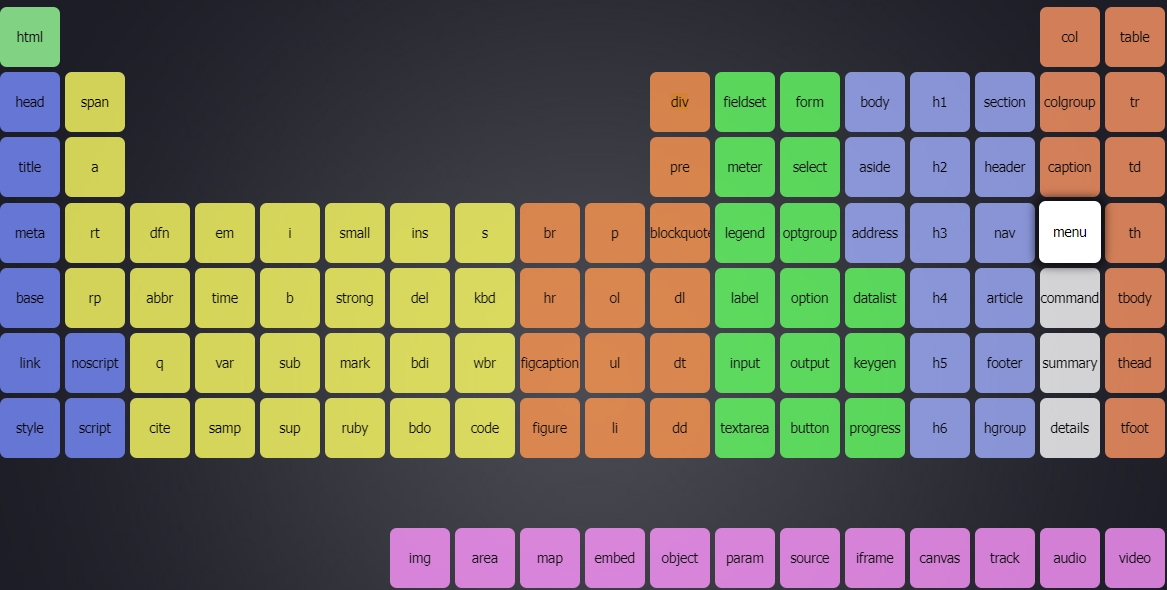 html col table
head span div fieldset form body h1 section colgroup tr
title a pre meter select aside h2 header caption td
meta rt dfn em i small ins s br p blockquote legend optgroup address h3 nav menu th
base rp abbr time b strong del kbd hr ol dl label option datalist h4 article command tbody
link noscript q var sub mark bdi wbr figcaption ul dt input output keygen h5 footer summary thead
style script cite samp sup ruby bdo code figure li dd textarea button progress h6 hgroup details tfoot
img area map embed object param source iframe canvas track audio video